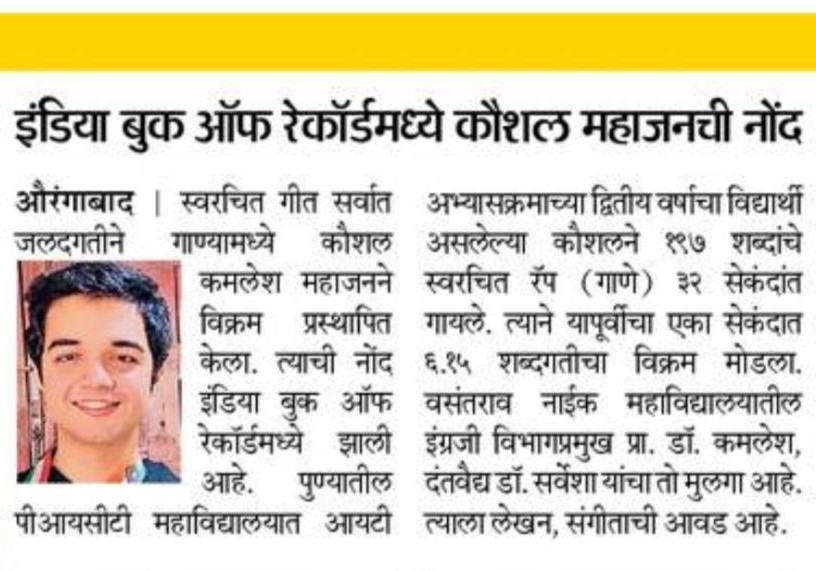 इंडिया बुक ऑफ रेकॉर्डमध्ये कौशल महाजनची नोंद
औरंगाबाद | स्वरचित गीत सर्वात
जलदगतीने गाण्यामध्ये कौशल
कमलेश महाजनने
विक्रम प्रस्थापित
केला. त्याची नोंद
इंडिया बुक ऑफ
रेकॉर्डमध्ये झाली
आहे. पुण्यातील
पीआयसीटी महाविद्यालयात आयटी
अभ्यासक्रमाच्या द्वितीय वर्षाचा विद्यार्थी
असलेल्या कौशलने १९७ शब्दांचे
स्वरचित रॅप (गाणे) ३२ सेकंदांत
गायले. त्याने यापूर्वीचा एका सेकंदात
६.१५ शब्दगतीचा विक्रम मोडला.
वसंतराव नाईक महाविद्यालयातील
इंग्रजी विभागप्रमुख प्रा. डॉ. कमलेश,
दंतवैद्य डॉ. सर्वेशा यांचा तो मुलगा आहे.
त्याला लेखन, संगीताची आवड आहे.